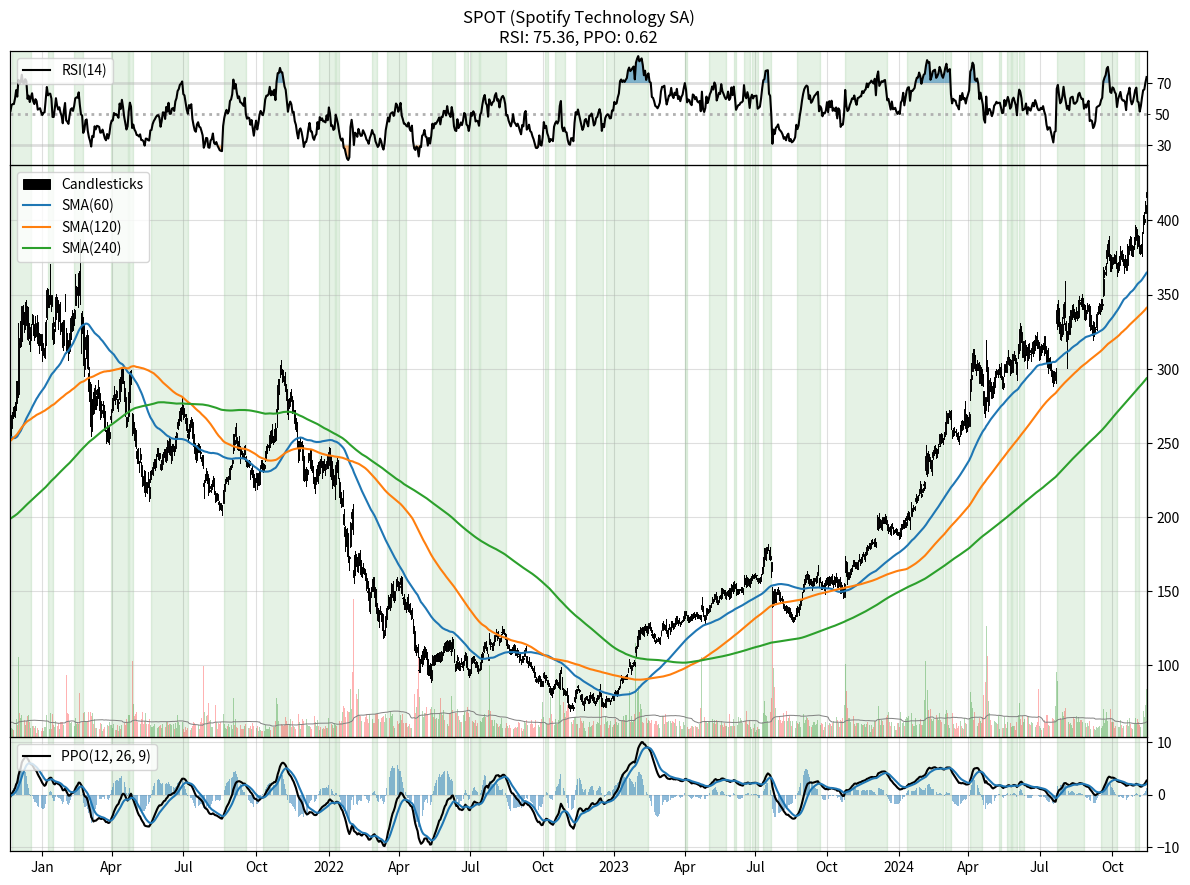 SPOT (Spotify Technology SA)
RSI: 75.36, PPO: 0.62
RSI(14)
70
50
30
Candlesticks
SMA(60)
SMA(120)
SMA(240)
400
350
300
250
200
150
100
PPO(12, 26, 9)
10
0
−10
Jan Apr Jul Oct 2022 Apr Jul Oct 2023 Apr Jul Oct 2024 Apr Jul Oct